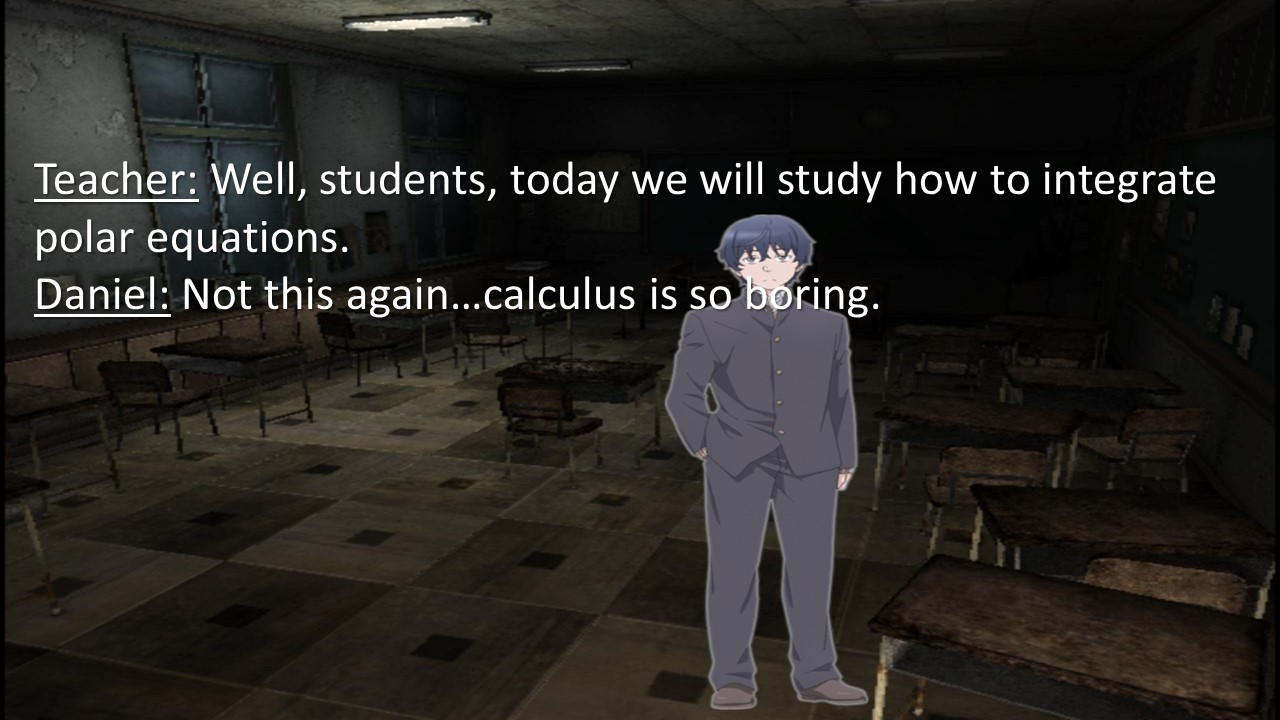 Teacher: Well, students, today we will study how to integrate
polar equations.
Daniel: Not this again…calculus is so boring.